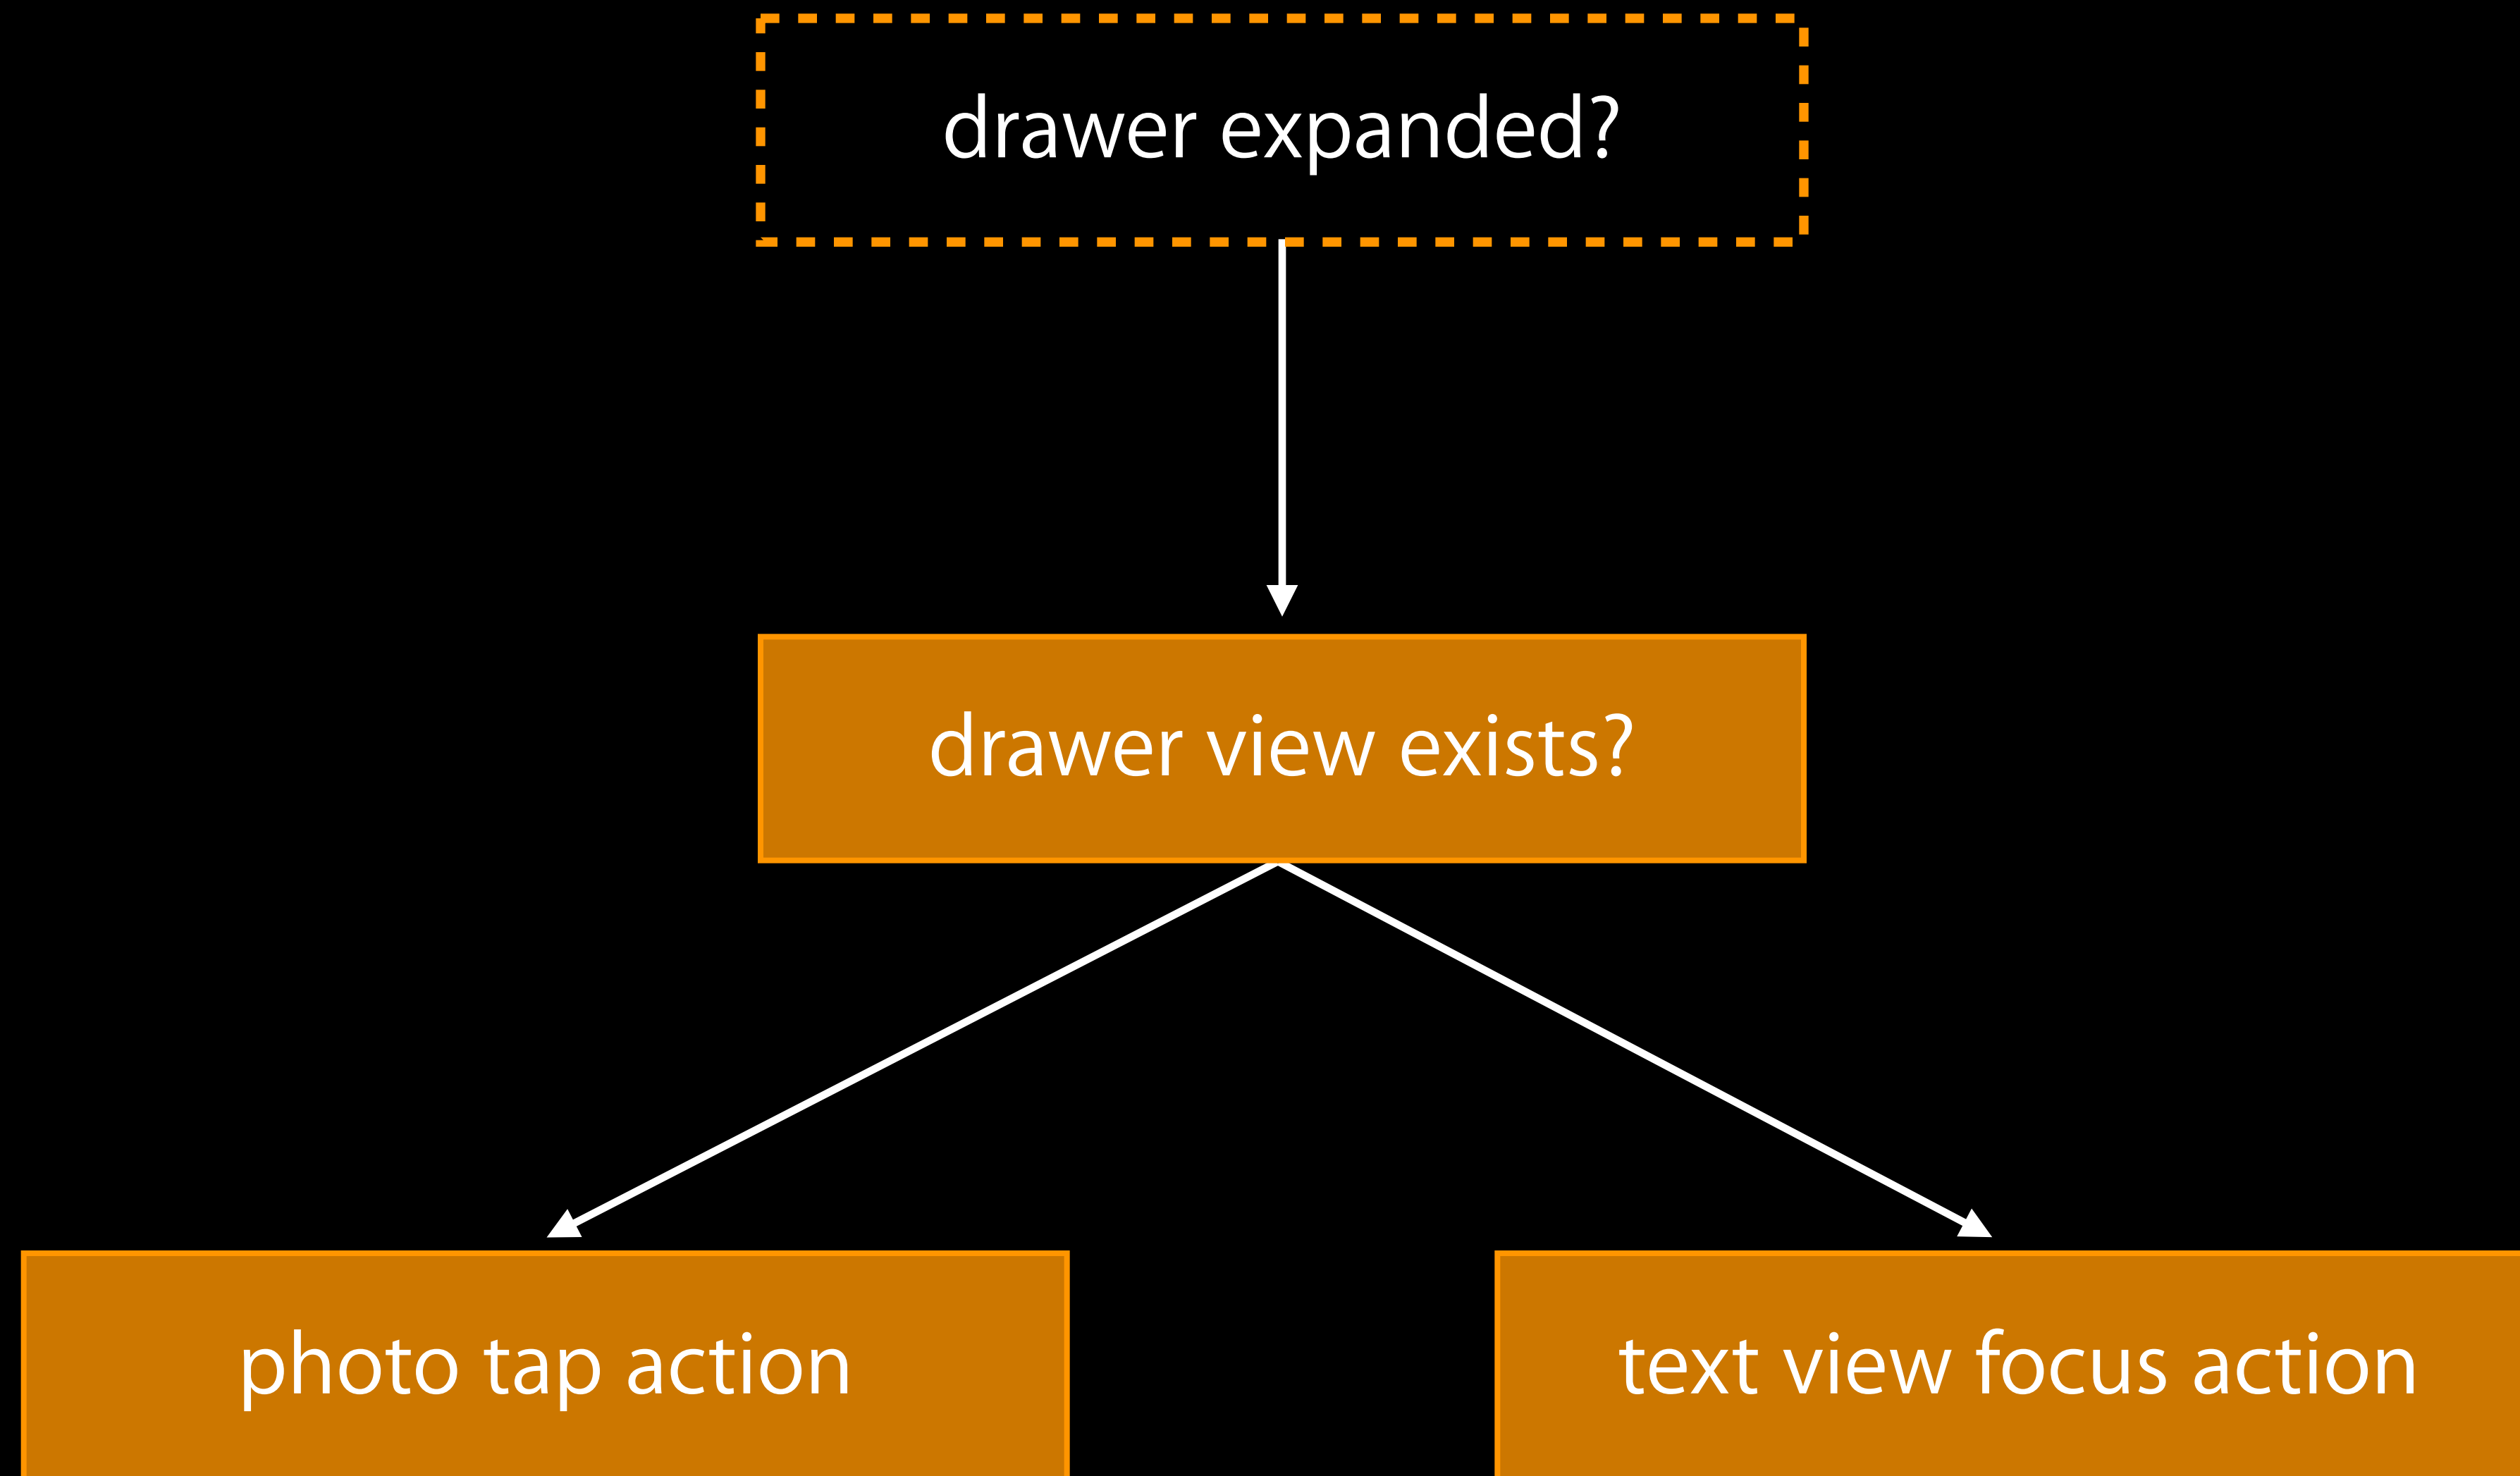 drawer expanded?
drawer view exists?
photo tap action
text view focus action